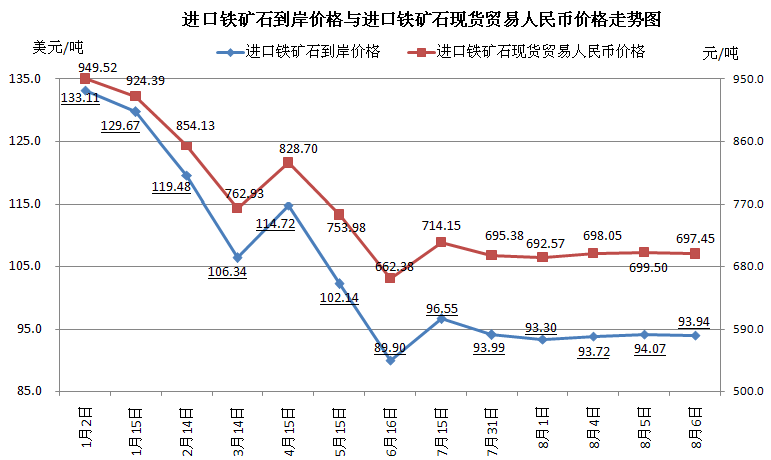 进口铁矿石到岸价格与进口铁矿石现货贸易人民币价格走势图
美元/吨
进口铁矿石到岸价格
进口铁矿石现货贸易人民币价格
元/吨
135.0
125.0
115.0
105.0
95.0
85.0
950.0
860.0
770.0
680.0
590.0
500.0
949.52
924.39
854.13
762.93
828.70
753.98
662.38
714.15
695.38
692.57
698.05
699.50
697.45
133.11
129.67
119.48
106.34
114.72
102.14
89.90
96.55
93.99
93.30
93.72
94.07
93.94
1月2日
1月15日
2月14日
3月14日
4月15日
5月15日
6月16日
7月15日
7月31日
8月1日
8月4日
8月5日
8月6日